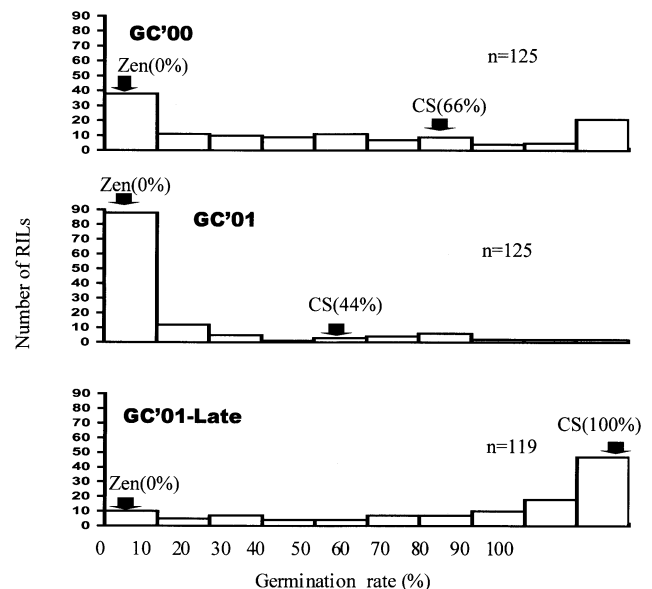 90
GC'00
80
70
n=125
Zen(0%)
60
50
CS(66%)
40
30
20
10
0
Zen(0%)
90
GC'01
80
70
n=125
60
50
40
CS(44%)
30
20
10
0
Number of RILs
90
GC'01-Late
80
70
CS(100%)
60
n=119
50
40
Zen(0%)
30
20
10
0
0 10 20 30 40 50 60 70 80 90 100
Germination rate (%)